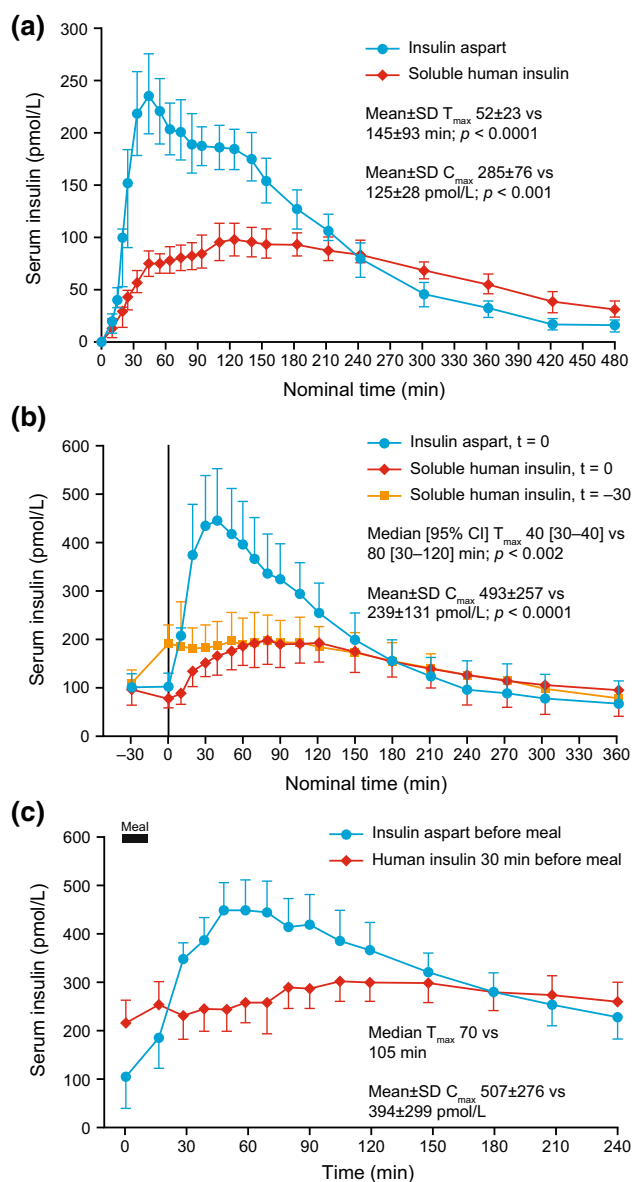 (a)
300
250
200
150
100
50
0
Serum insulin (pmol/L)
Insulin aspart
Soluble human insulin
Mean±SD Tmax 52±23 vs
145±93 min; p < 0.0001
Mean±SD Cmax 285±76 vs
125±28 pmol/L; p < 0.001
0 30 60 90 120 150 180 210 240 270 300 330 360 390 420 450 480
Nominal time (min)
(b)
600
500
400
300
200
100
0
Serum insulin (pmol/L)
Insulin aspart, t = 0
Soluble human insulin, t = 0
Soluble human insulin, t = –30
Median [95% CI] Tmax 40 [30–40] vs
80 [30–120] min; p < 0.002
Mean±SD Cmax 493±257 vs
239±131 pmol/L; p < 0.0001
–30 0 30 60 90 120 150 180 210 240 270 300 330 360
Nominal time (min)
(c)
Meal
600
500
400
300
200
100
0
Serum insulin (pmol/L)
Insulin aspart before meal
Human insulin 30 min before meal
Median Tmax 70 vs
105 min
Mean±SD Cmax 507±276 vs
394±299 pmol/L
0 30 60 90 120 150 180 210 240
Time (min)